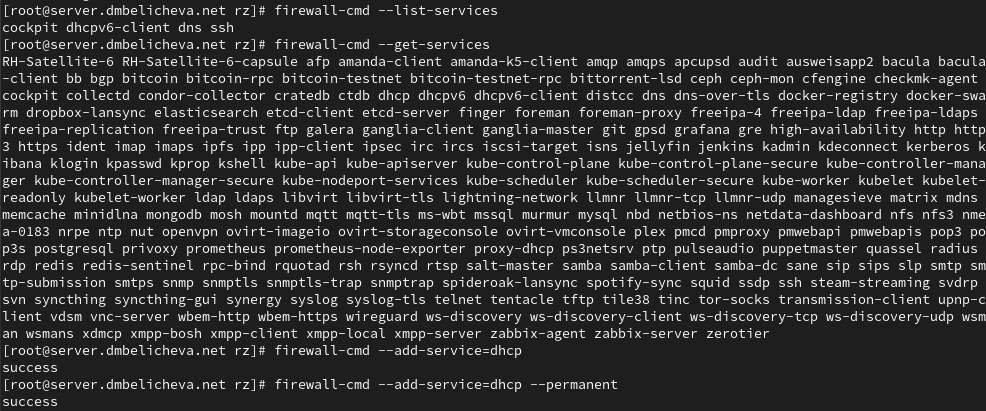 [root@server.dmbelicheva.net rz]# firewall-cmd --list-services
cockpit dhcpv6-client dns ssh
[root@server.dmbelicheva.net rz]# firewall-cmd --get-services
RH-Satellite-6 RH-Satellite-6-capsule afp amanda-client amanda-k5-client amqp amqps apcupsd audit ausweisapp2 bacula bacula
-client bb bgp bitcoin bitcoin-rpc bitcoin-testnet bitcoin-testnet-rpc bittorrent-lsd ceph ceph-mon cfengine checkmk-agent
cockpit collectd condor-collector cratedb ctdb dhcp dhcpv6 dhcpv6-client distcc dns dns-over-tls docker-registry docker-swa
rm dropbox-lansync elasticsearch etcd-client etcd-server finger foreman foreman-proxy freeipa-4 freeipa-ldap freeipa-ldaps
freeipa-replication freeipa-trust ftp galera ganglia-client ganglia-master git gpsd grafana gre high-availability http http
3 https ident imap imaps ipfs ipp ipp-client ipsec irc ircs iscsi-target isns jellyfin jenkins kadmin kdeconnect kerberos k
ibana klogin kpasswd kprop kshell kube-api kube-apiserver kube-control-plane kube-control-plane-secure kube-controller-mana
ger kube-controller-manager-secure kube-nodeport-services kube-scheduler kube-scheduler-secure kube-worker kubelet kubelet-
readonly kubelet-worker ldap ldaps libvirt libvirt-tls lightning-network llmnr llmnr-tcp llmnr-udp managesieve matrix mdns
memcache minidlna mongodb mosh mountd mqtt mqtt-tls ms-wbt mssql murmur mysql nbd netbios-ns netdata-dashboard nfs nfs3 nme
a-0183 nrpe ntp nut openvpn ovirt-imageio ovirt-storageconsole ovirt-vmconsole plex pmcd pmproxy pmwebapi pmwebapis pop3 po
p3s postgresql privoxy prometheus prometheus-node-exporter proxy-dhcp ps3netsrv ptp pulseaudio puppetmaster quassel radius
rdp redis redis-sentinel rpc-bind rquotad rsh rsyncd rtsp salt-master samba samba-client samba-dc sane sip sips slp smtp sm
tp-submission smtps snmp snmptls snmptls-trap snmptrap spideroak-lansync spotify-sync squid ssdp ssh steam-streaming svdrp
svn syncthing syncthing-gui synergy syslog syslog-tls telnet tentacle tftp tile38 tinc tor-socks transmission-client upnp-c
lient vdsm vnc-server wbem-http wbem-https wireguard ws-discovery ws-discovery-client ws-discovery-tcp ws-discovery-udp wsm
an wsmans xdmcp xmpp-bosh xmpp-client xmpp-local xmpp-server zabbix-agent zabbix-server zerotier
[root@server.dmbelicheva.net rz]# firewall-cmd --add-service=dhcp
success
[root@server.dmbelicheva.net rz]# firewall-cmd --add-service=dhcp --permanent
success